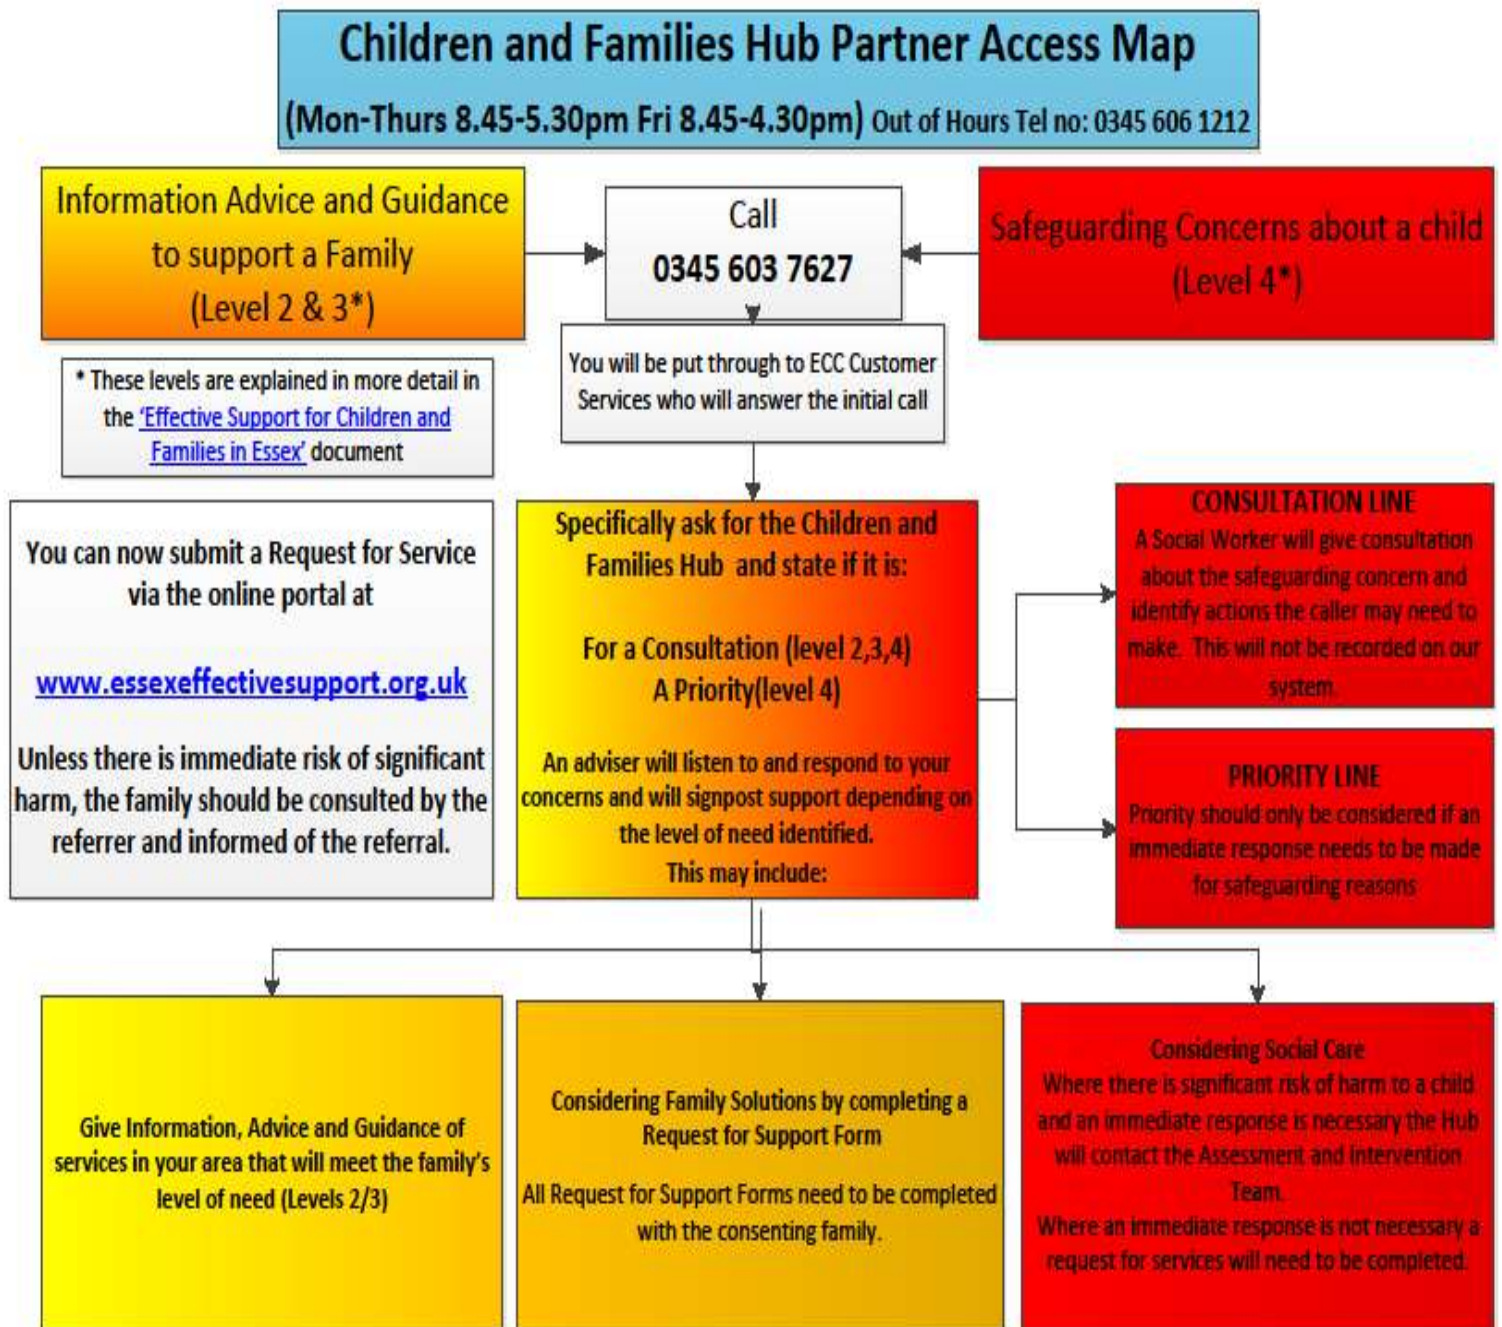 Children and Families Hub Partner Access Map
(Mon-Thurs 8.45-5.30pm Fri 8.45-4.30pm) Out of Hours Tel no: 0345 606 1212
Information Advice and Guidance
to support a Family
(Level 2 & 3*)
Call
0345 603 7627
Safeguarding Concerns about a child
(Level 4*)
* These levels are explained in more detail in
the ‘Effective Support for Children and
Families in Essex’ document
You will be put through to ECC Customer
Services who will answer the initial call
You can now submit a Request for Service
via the online portal at
www.essexeffectivesupport.org.uk
Unless there is immediate risk of significant
harm, the family should be consulted by the
referrer and informed of the referral.
Specifically ask for the Children and
Families Hub and state if it is:
For a Consultation (level 2,3,4)
A Priority(level 4)
An adviser will listen to and respond to your
concerns and will signpost support depending on
the level of need identified.
This may include:
CONSULTATION LINE
A Social Worker will give consultation
about the safeguarding concern and
identify actions the caller may need to
make. This will not be recorded on our
system.
PRIORITY LINE
Priority should only be considered if an
immediate response needs to be made
for safeguarding reasons
Give Information, Advice and Guidance of
services in your area that will meet the family’s
level of need (Levels 2/3)
Considering Family Solutions by completing a
Request for Support Form
All Request for Support Forms need to be completed
with the consenting family.
Considering Social Care
Where there is significant risk of harm to a child
and an immediate response is necessary the Hub
will contact the Assessment and Intervention
Team.
Where an immediate response is not necessary a
request for services will need to be completed.